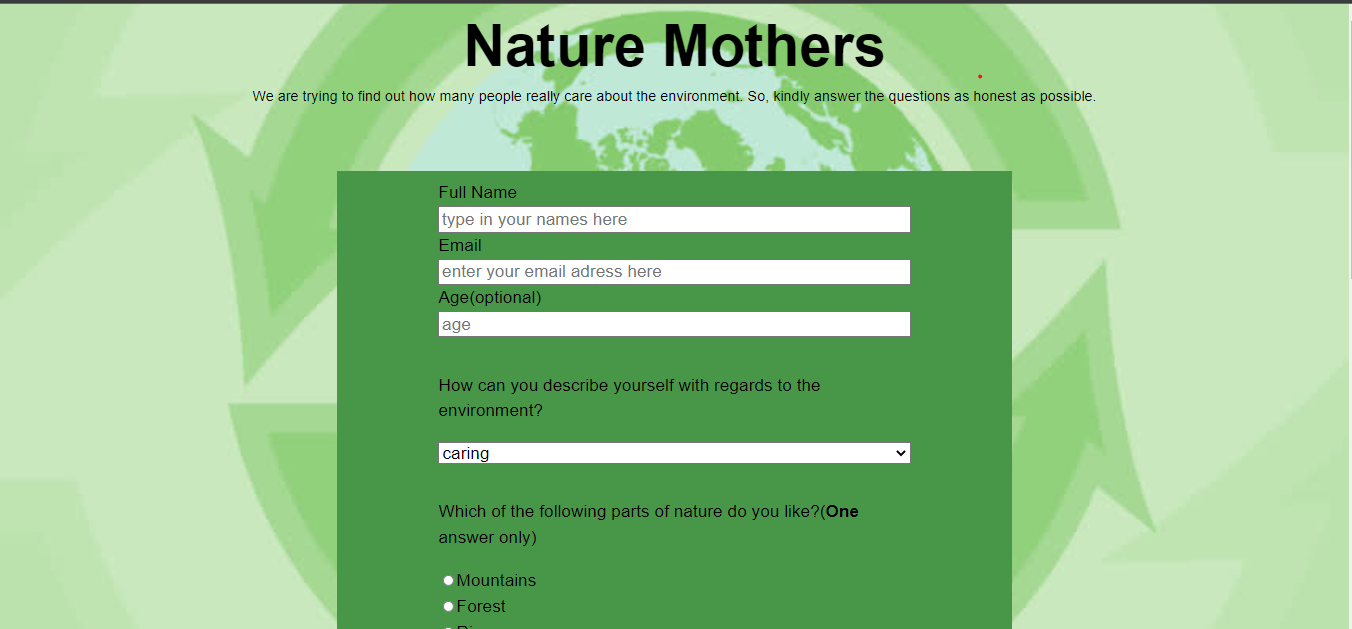 Nature Mothers
We are trying to find out how many people really care about the environment. So, kindly answer the questions as honest as possible.
Full Name
type in your names here
Email
enter your email adress here
Age(optional)
age
How can you describe yourself with regards to the
environment?
caring
Which of the following parts of nature do you like?(One
answer only)
Mountains
Forest